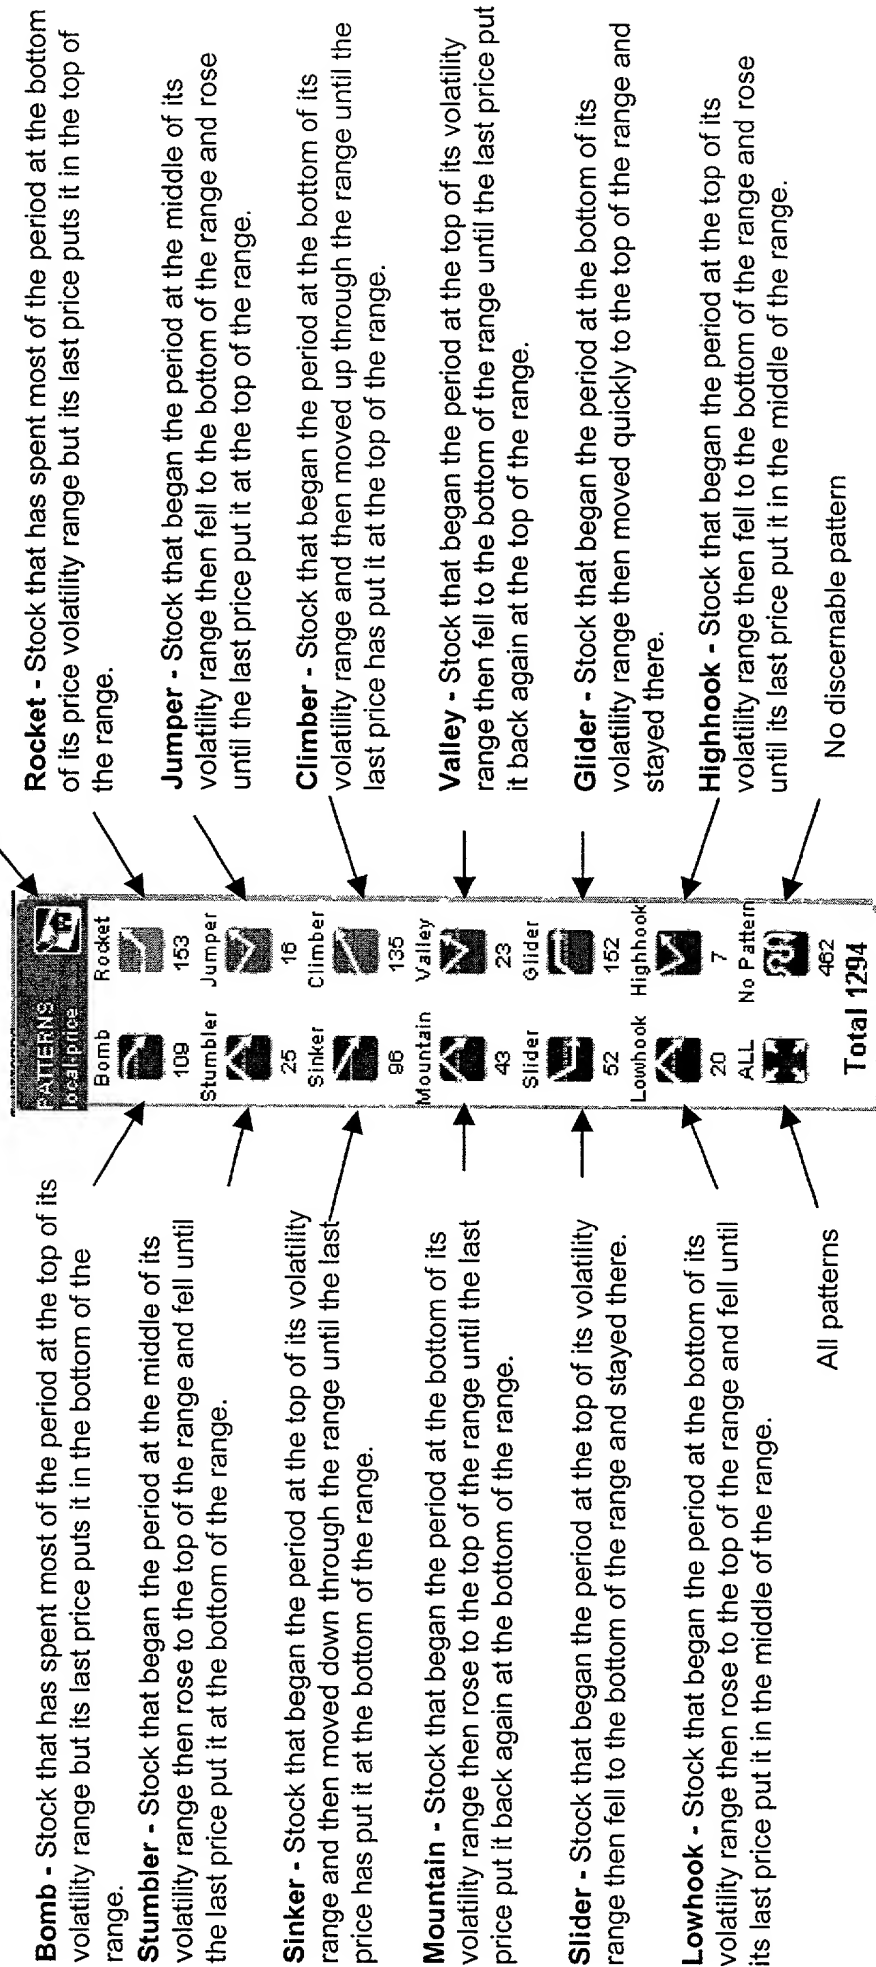 Rocket - Stock that has spent most of the period at the bottom
of its price volatility range but its last price puts it in the top of
the range.
Jumper - Stock that began the period at the middle of its
volatility range then fell to the bottom of the range and rose
until the last price put it at the top of the range.
Climber - Stock that began the period at the bottom of its
volatility range and then moved up through the range until the
last price has put it at the top of the range.
Valley - Stock that began the period at the top of its volatility
range then fell to the bottom of the range until the last price put
it back again at the top of the range.
Glider - Stock that began the period at the bottom of its
volatility range then moved quickly to the top of the range and
stayed there.
Highhook - Stock that began the period at the top of its
volatility range then fell to the bottom of the range and rose
until its last price put it in the middle of the range.
No discernable pattern
PATTERNS
local-price
Bomb Rocket
109 153
Stumbler Jumper
25 16
Sinker Climber
96 135
Mountain Valley
43 23
Slider Glider
52 152
Lowhook Highhook
20 7
ALL No Pattern
462
Total 1294
Bomb - Stock that has spent most of the period at the top of its
volatility range but its last price puts it in the bottom of the
range.
Stumbler - Stock that began the period at the middle of its
volatility range then rose to the top of the range and fell until
the last price put it at the bottom of the range.
Sinker - Stock that began the period at the top of its volatility
range and then moved down through the range until the last
price has put it at the bottom of the range.
Mountain - Stock that began the period at the bottom of its
volatility range then rose to the top of the range until the last
price put it back again at the bottom of the range.
Slider - Stock that began the period at the top of its volatility
range then fell to the bottom of the range and stayed there.
Lowhook - Stock that began the period at the bottom of its
volatility range then rose to the top of the range and fell until
its last price put it in the middle of the range.
All patterns